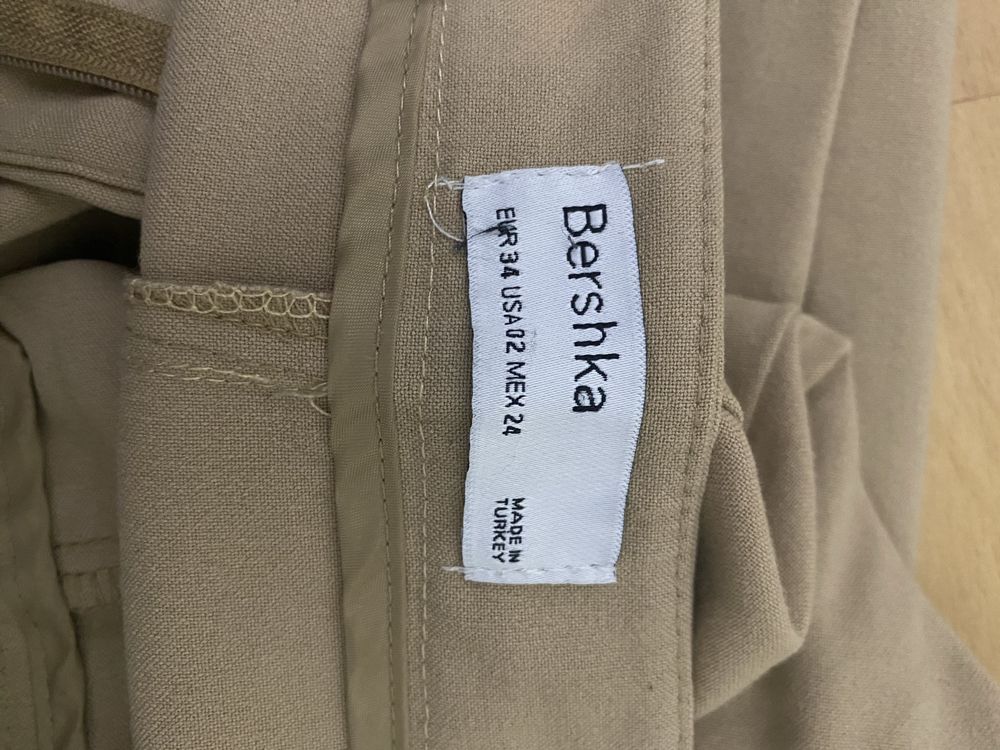 Bershka
EUR 34 USA 02 MEX 24
MADE IN
TURKEY